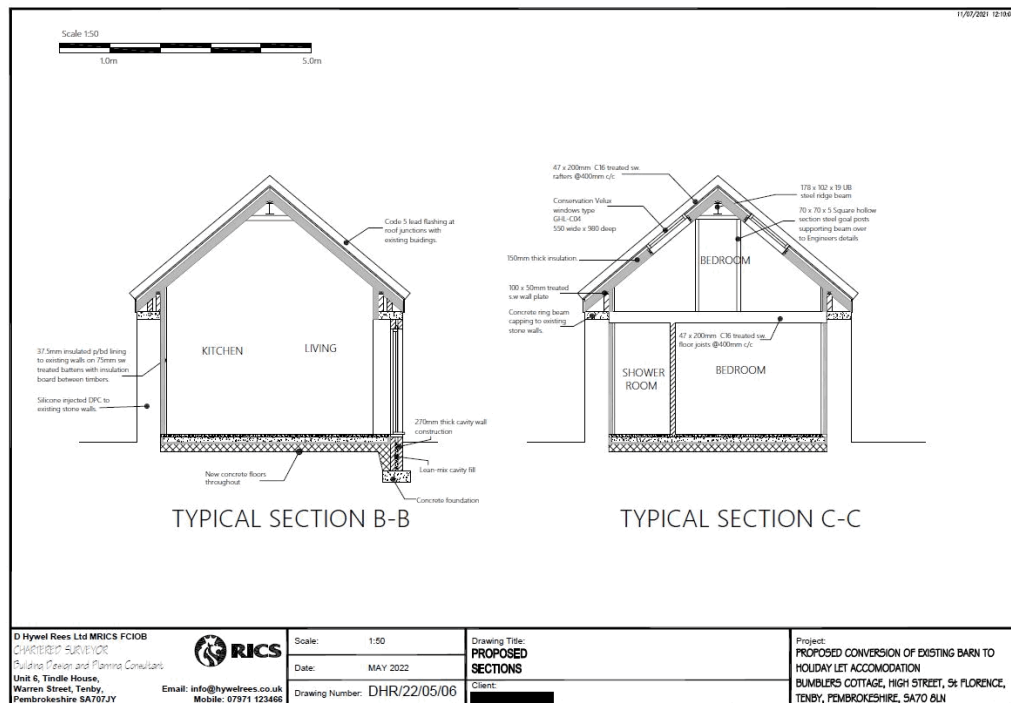 11/07/2021 12:19:0
Scale 1:50
1.0m
5.0m
Code 5 lead flashing at
roof junctions with
existing buidings.
KITCHEN
LIVING
37.5mm insulated p/bd lining
to existing walls on 75mm sw
treated battens with insulation
board between timbers.
Silicone injected DPC to
existing stone walls.
270mm thick cavity wall
construction
Lean-mix cavity fill
New concrete floors
throughout
Concrete foundation
TYPICAL SECTION B-B
47 x 200mm C16 treated sw.
rafters @400mm c/c
Conservation Velux
windows type
GHL-C04
550 wide x 980 deep
178 x 102 x 19 UB
steel ridge beam
70 x 70 x 5 Square hollow
section steel goal posts
supporting beam over
to Engineers details
150mm thick insulation
BEDROOM
100 x 50mm treated
s.w wall plate
Concrete ring beam
capping to existing
stone walls.
47 x 200mm C16 treated sw.
floor joists @400mm c/c
SHOWER
ROOM
BEDROOM
TYPICAL SECTION C-C
D Hywel Rees Ltd MRICS FCIOB
CHARTERED SURVEYOR
Building Design and Planning Consultant
Unit 6, Tindle House,
Warren Street, Tenby,
Pembrokeshire SA707JY
RICS
Email: info@hywelrees.co.uk
Mobile: 07971 123466
Scale: 1:50
Date: MAY 2022
Drawing Number: DHR/22/05/06
Drawing Title:
PROPOSED
SECTIONS
Client:
Project:
PROPOSED CONVERSION OF EXISTING BARN TO
HOLIDAY LET ACCOMODATION
BUMBLERS COTTAGE, HIGH STREET, St FLORENCE,
TENBY, PEMBROKESHIRE, SA70 8LN